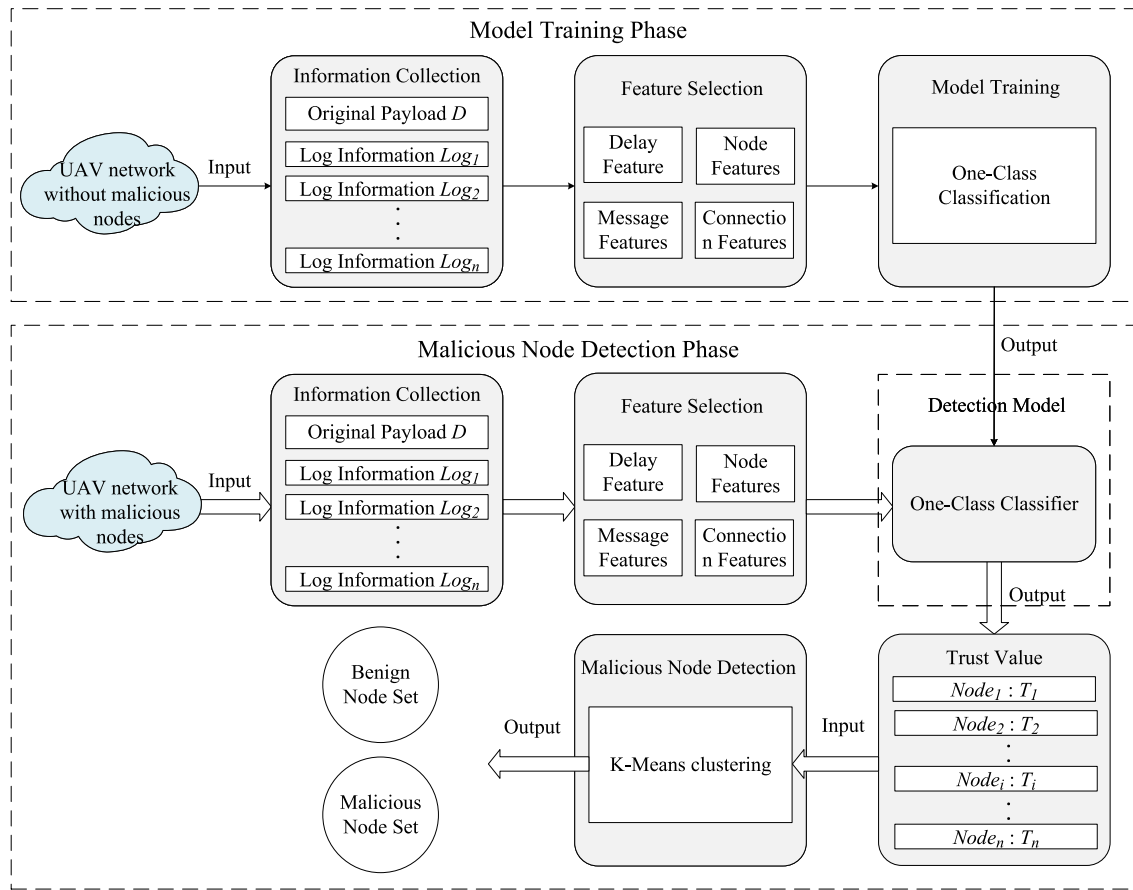 Model Training Phase
UAV network
without malicious
nodes
Input
Information Collection
Original Payload D
Log Information Log1
Log Information Log2
Log Information Logn
Feature Selection
Delay
Feature
Node
Features
Message
Features
Connectio
n Features
Model Training
One-Class
Classification
Output
Malicious Node Detection Phase
UAV network
with malicious
nodes
Input
Information Collection
Original Payload D
Log Information Log1
Log Information Log2
Log Information Logn
Feature Selection
Delay
Feature
Node
Features
Message
Features
Connectio
n Features
Detection Model
One-Class Classifier
Output
Trust Value
Node1 : T1
Node2 : T2
Nodei : Ti
Noden : Tn
Input
Malicious Node Detection
K-Means clustering
Output
Benign
Node Set
Malicious
Node Set